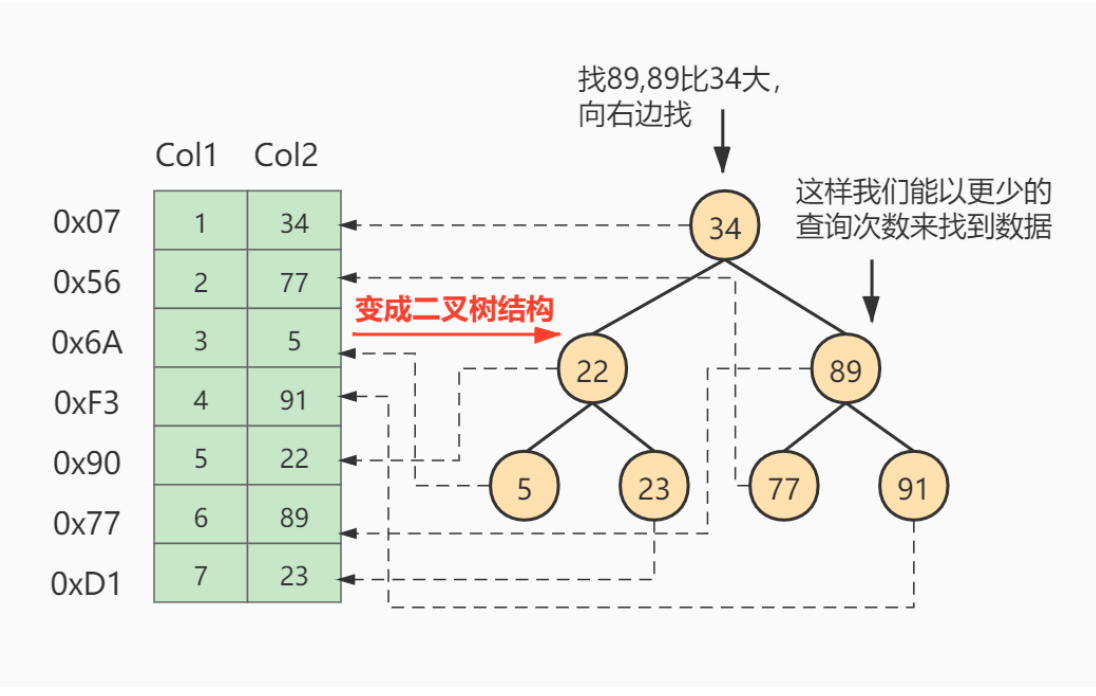 找89,89比34大，
向右边找
这样我们能以更少的
查询次数来找到数据
Col1 Col2
0x07 1 34
0x56 2 77
0x6A 3 5
0xF3 4 91
0x90 5 22
0x77 6 89
0xD1 7 23
变成二叉树结构
34
22 89
5 23 77 91